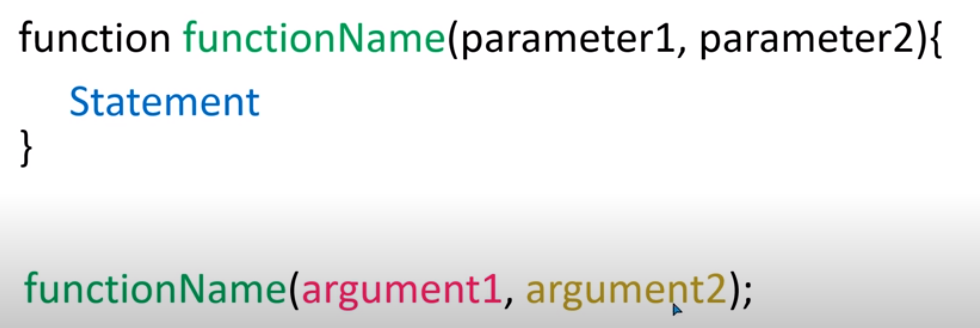 function functionName(parameter1, parameter2){
Statement
}
functionName(argument1, argument2);